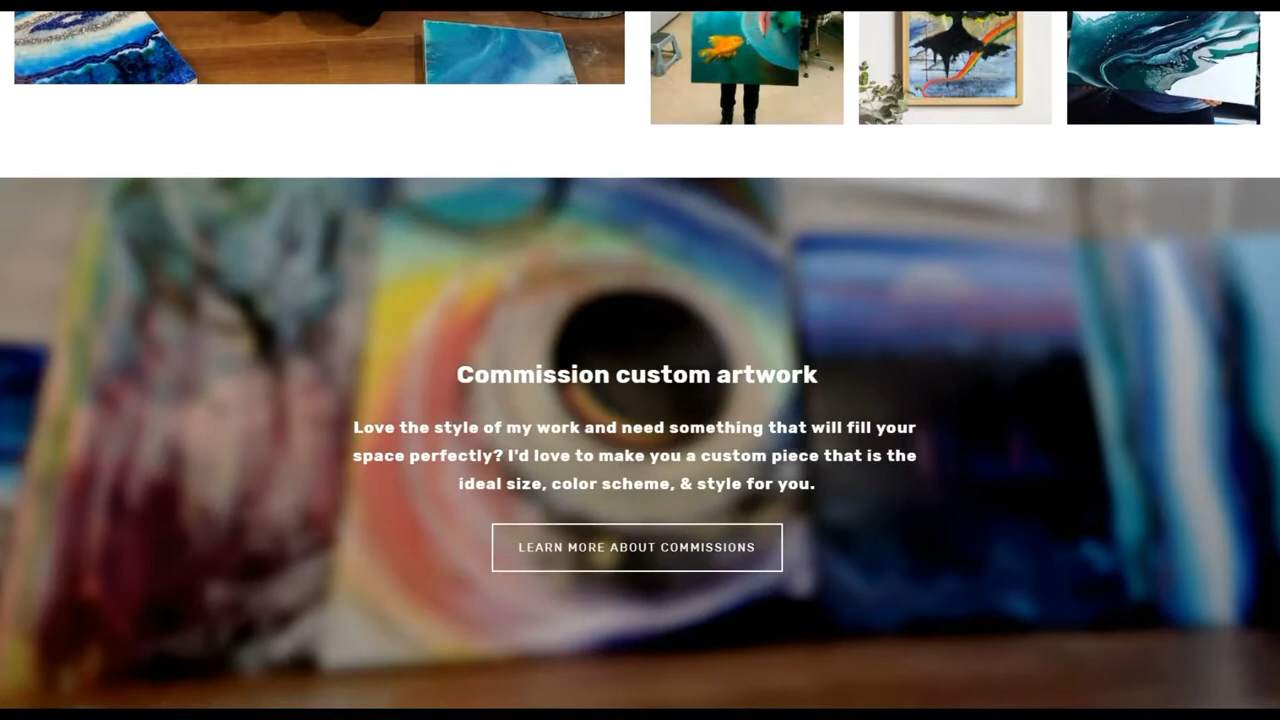 Commission custom artwork
Love the style of my work and need something that will fill your
space perfectly? I'd love to make you a custom piece that is the
ideal size, color scheme, & style for you.
LEARN MORE ABOUT COMMISSIONS